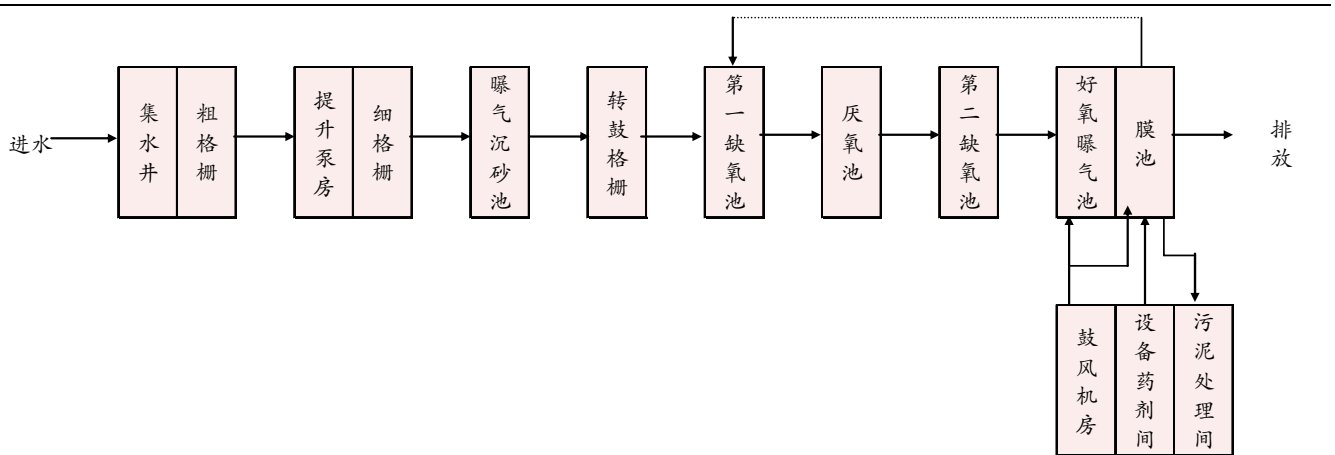 进水
集水井
粗格栅
提升泵房
细格栅
曝气沉砂池
转鼓格栅
第一缺氧池
厌氧池
第二缺氧池
好氧曝气池
膜池
排放
鼓风机房
设备药剂间
污泥处理间